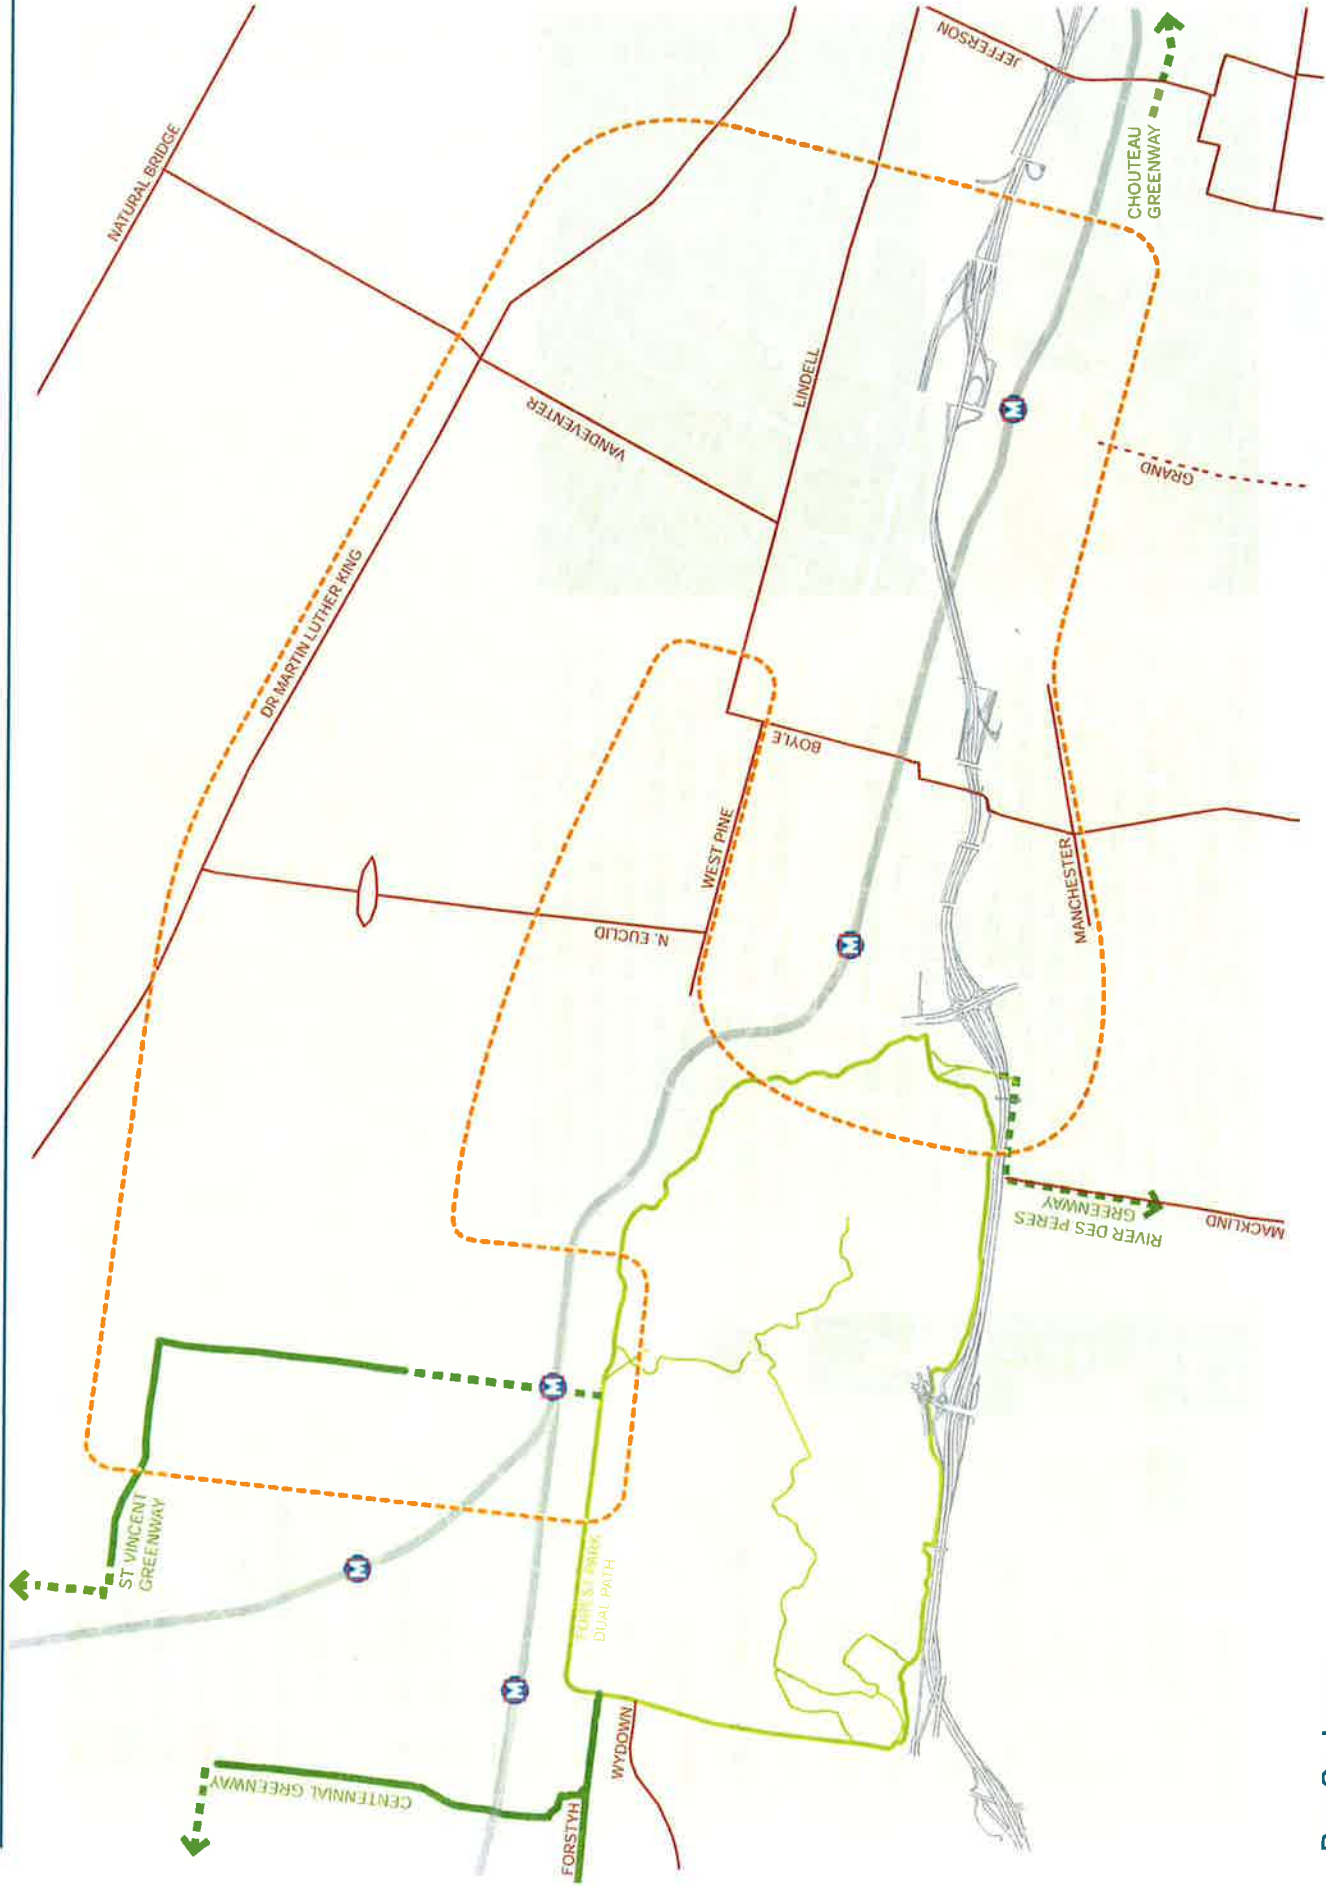 NATURAL BRIDGE
JEFFERSON
CHOUTEAU
GREENWAY
VANDEVENTER
LINDELL
GRAND
DR MARTIN LUTHER KING
BOYLE
WEST PINE
N. EUCLID
MANCHESTER
RIVER DES PERES
GREENWAY
MACKLIND
ST VINCENT
GREENWAY
FOREST PARK
DUAL PATH
CENTENNIAL GREENWAY
FORSTYH
WYDOWN
M
M
M
M
M